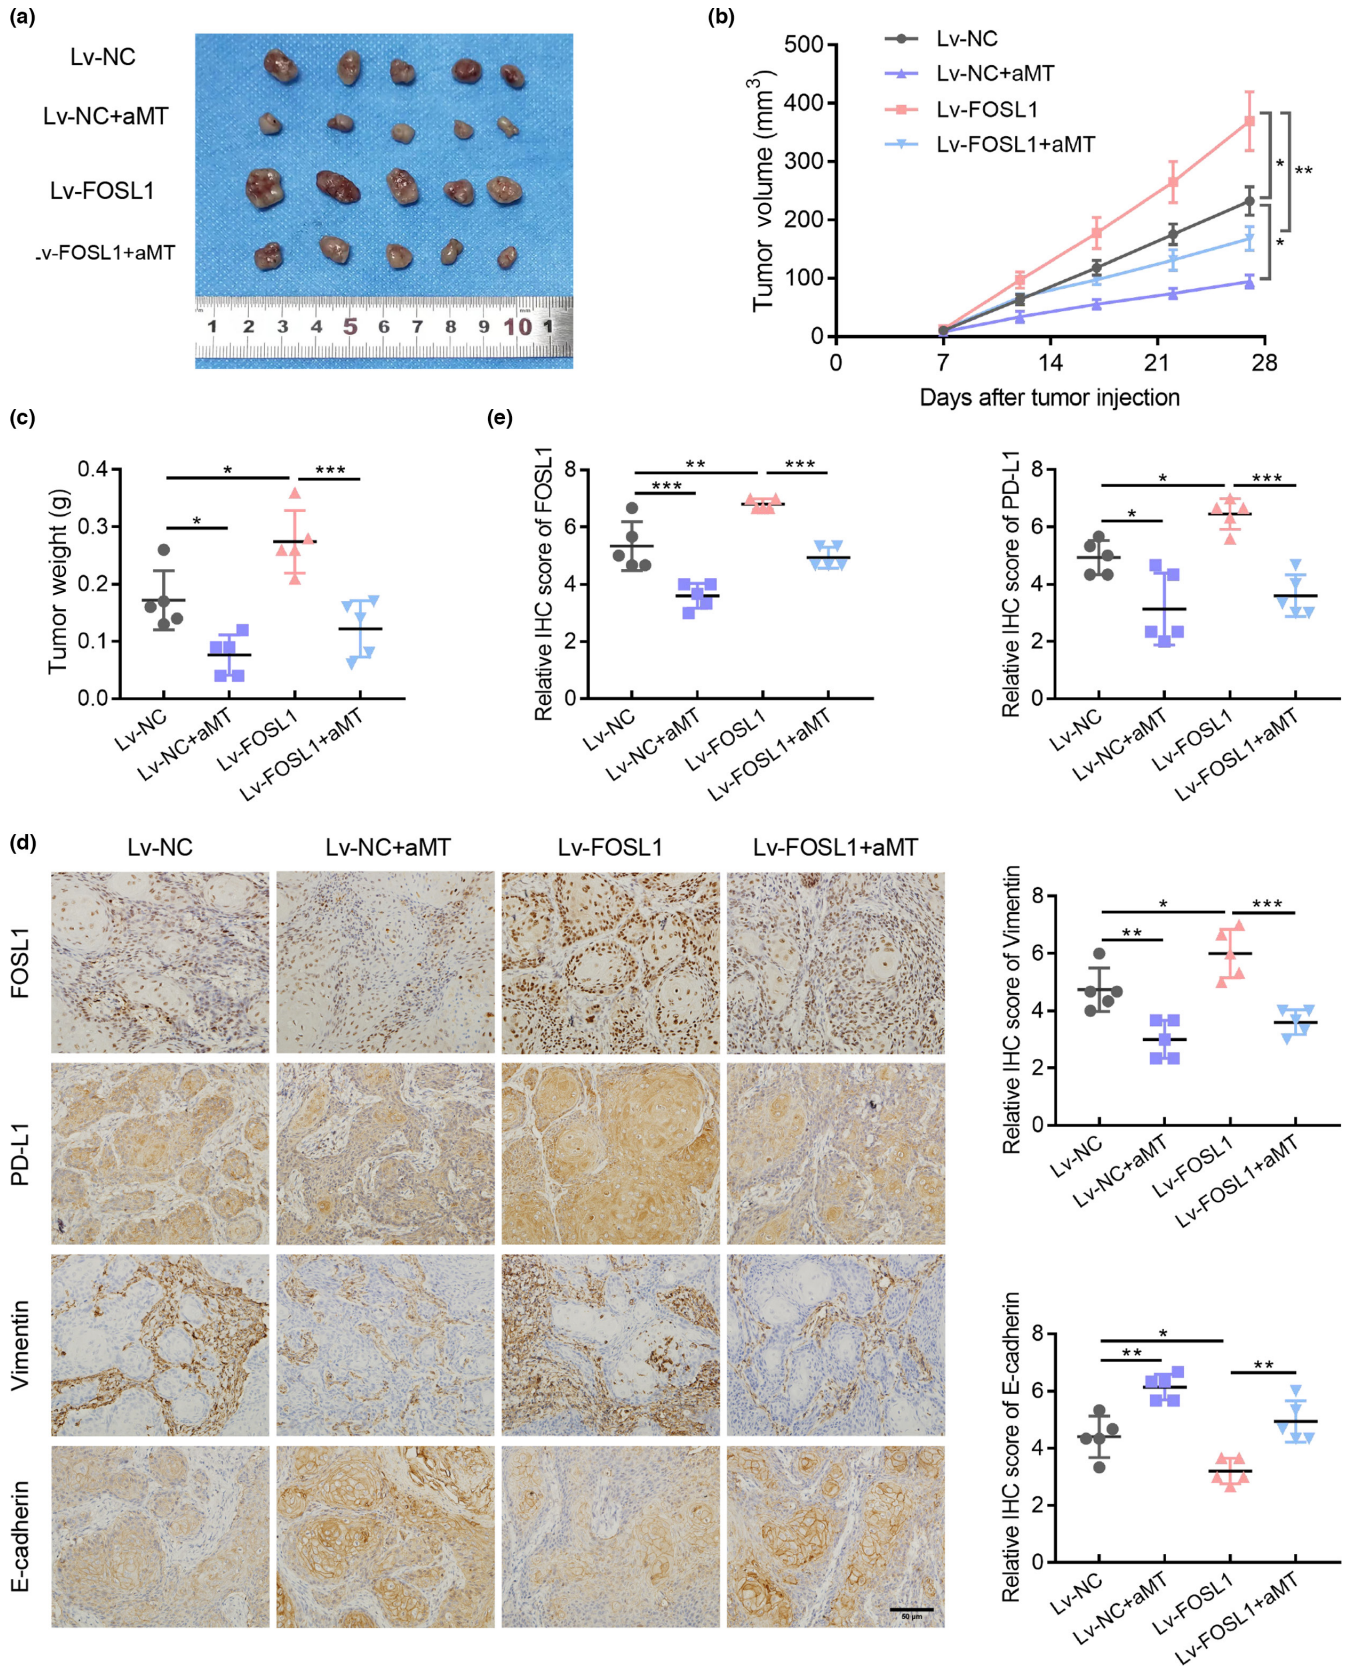 (a)
Lv-NC
Lv-NC+aMT
Lv-FOSL1
.v-FOSL1+aMT
1 2 3 4 5 6 7 8 9 10 1
(b)
Tumor volume (mm3)
500
400
300
200
100
0
0 7 14 21 28
Days after tumor injection
Lv-NC
Lv-NC+aMT
Lv-FOSL1
Lv-FOSL1+aMT
*
**
*
(c)
Tumor weight (g)
0.4
0.3
0.2
0.1
0.0
* ***
*
Lv-NC
Lv-NC+aMT
Lv-FOSL1
Lv-FOSL1+aMT
(e)
Relative IHC score of FOSL1
8
6
4
2
0
** ***
***
Lv-NC
Lv-NC+aMT
Lv-FOSL1
Lv-FOSL1+aMT
Relative IHC score of PD-L1
8
6
4
2
0
* ***
*
Lv-NC
Lv-NC+aMT
Lv-FOSL1
Lv-FOSL1+aMT
(d)
Lv-NC Lv-NC+aMT Lv-FOSL1 Lv-FOSL1+aMT
FOSL1
PD-L1
Vimentin
E-cadherin
50 μm
Relative IHC score of Vimentin
8
6
4
2
0
* ***
**
Lv-NC
Lv-NC+aMT
Lv-FOSL1
Lv-FOSL1+aMT
Relative IHC score of E-cadherin
8
6
4
2
0
*
** **
Lv-NC
Lv-NC+aMT
Lv-FOSL1
Lv-FOSL1+aMT